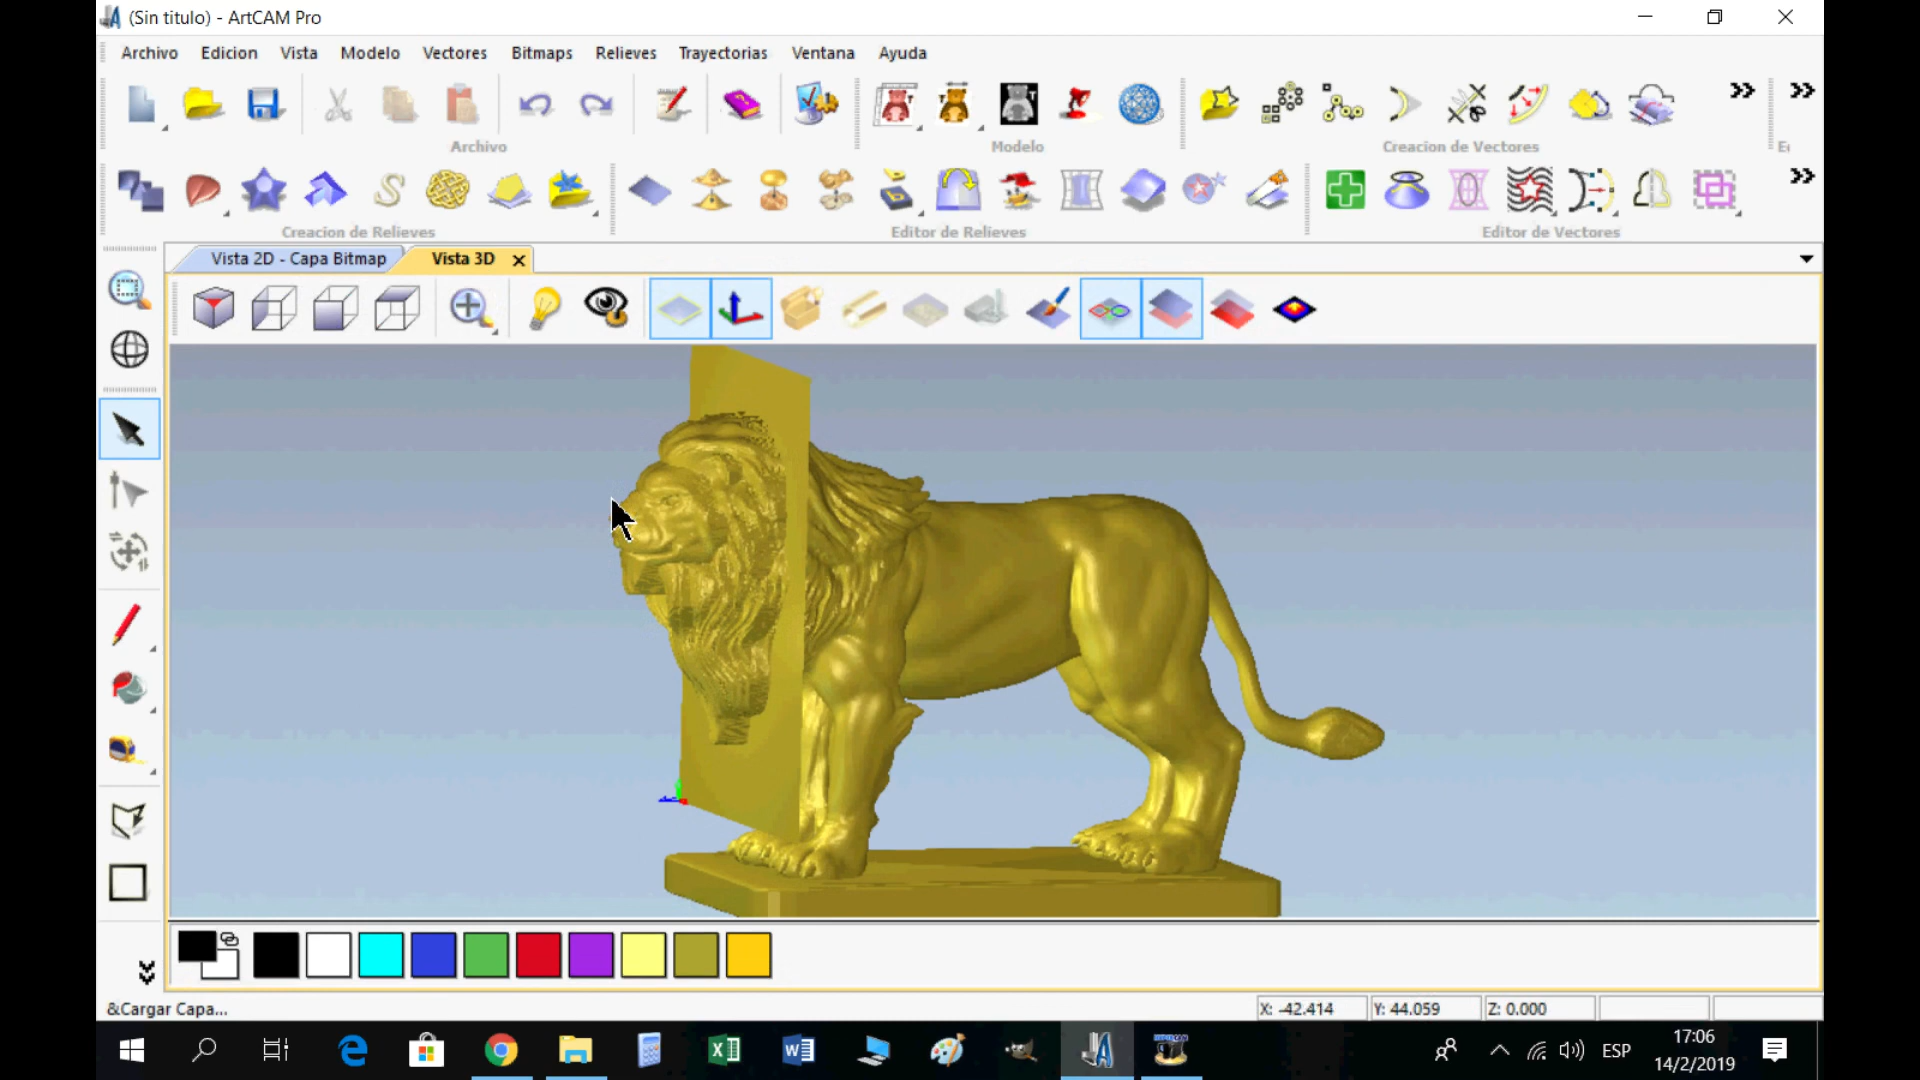 (Sin titulo) - ArtCAM Pro
Archivo Edicion Vista Modelo Vectores Bitmaps Relieves Trayectorias Ventana Ayuda
Archivo Modelo Creacion de Vectores
Creacion de Relieves Editor de Relieves Editor de Vectores
Vista 2D - Capa Bitmap Vista 3D
&Cargar Capa... X: -42.414 Y: 44.059 Z: 0.000
ESP
17:06
14/2/2019